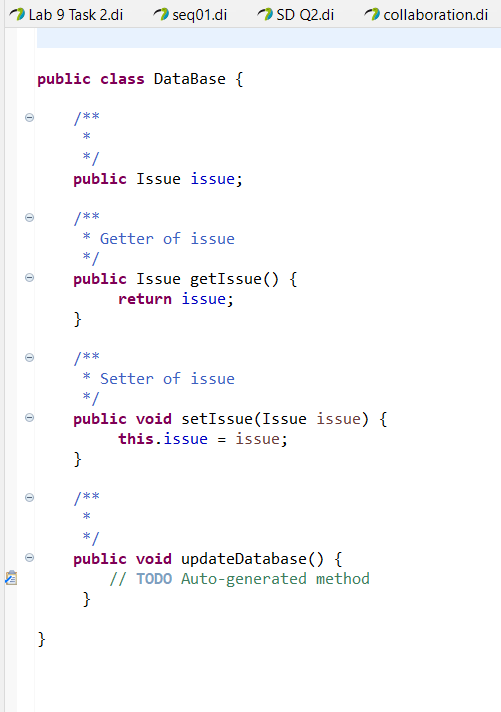 Lab 9 Task 2.di seq01.di SD Q2.di collaboration.di
public class DataBase {
/**
*
*/
public Issue issue;
/**
* Getter of issue
*/
public Issue getIssue() {
return issue;
}
/**
* Setter of issue
*/
public void setIssue(Issue issue) {
this.issue = issue;
}
/**
*
*/
public void updateDatabase() {
// TODO Auto-generated method
}
}